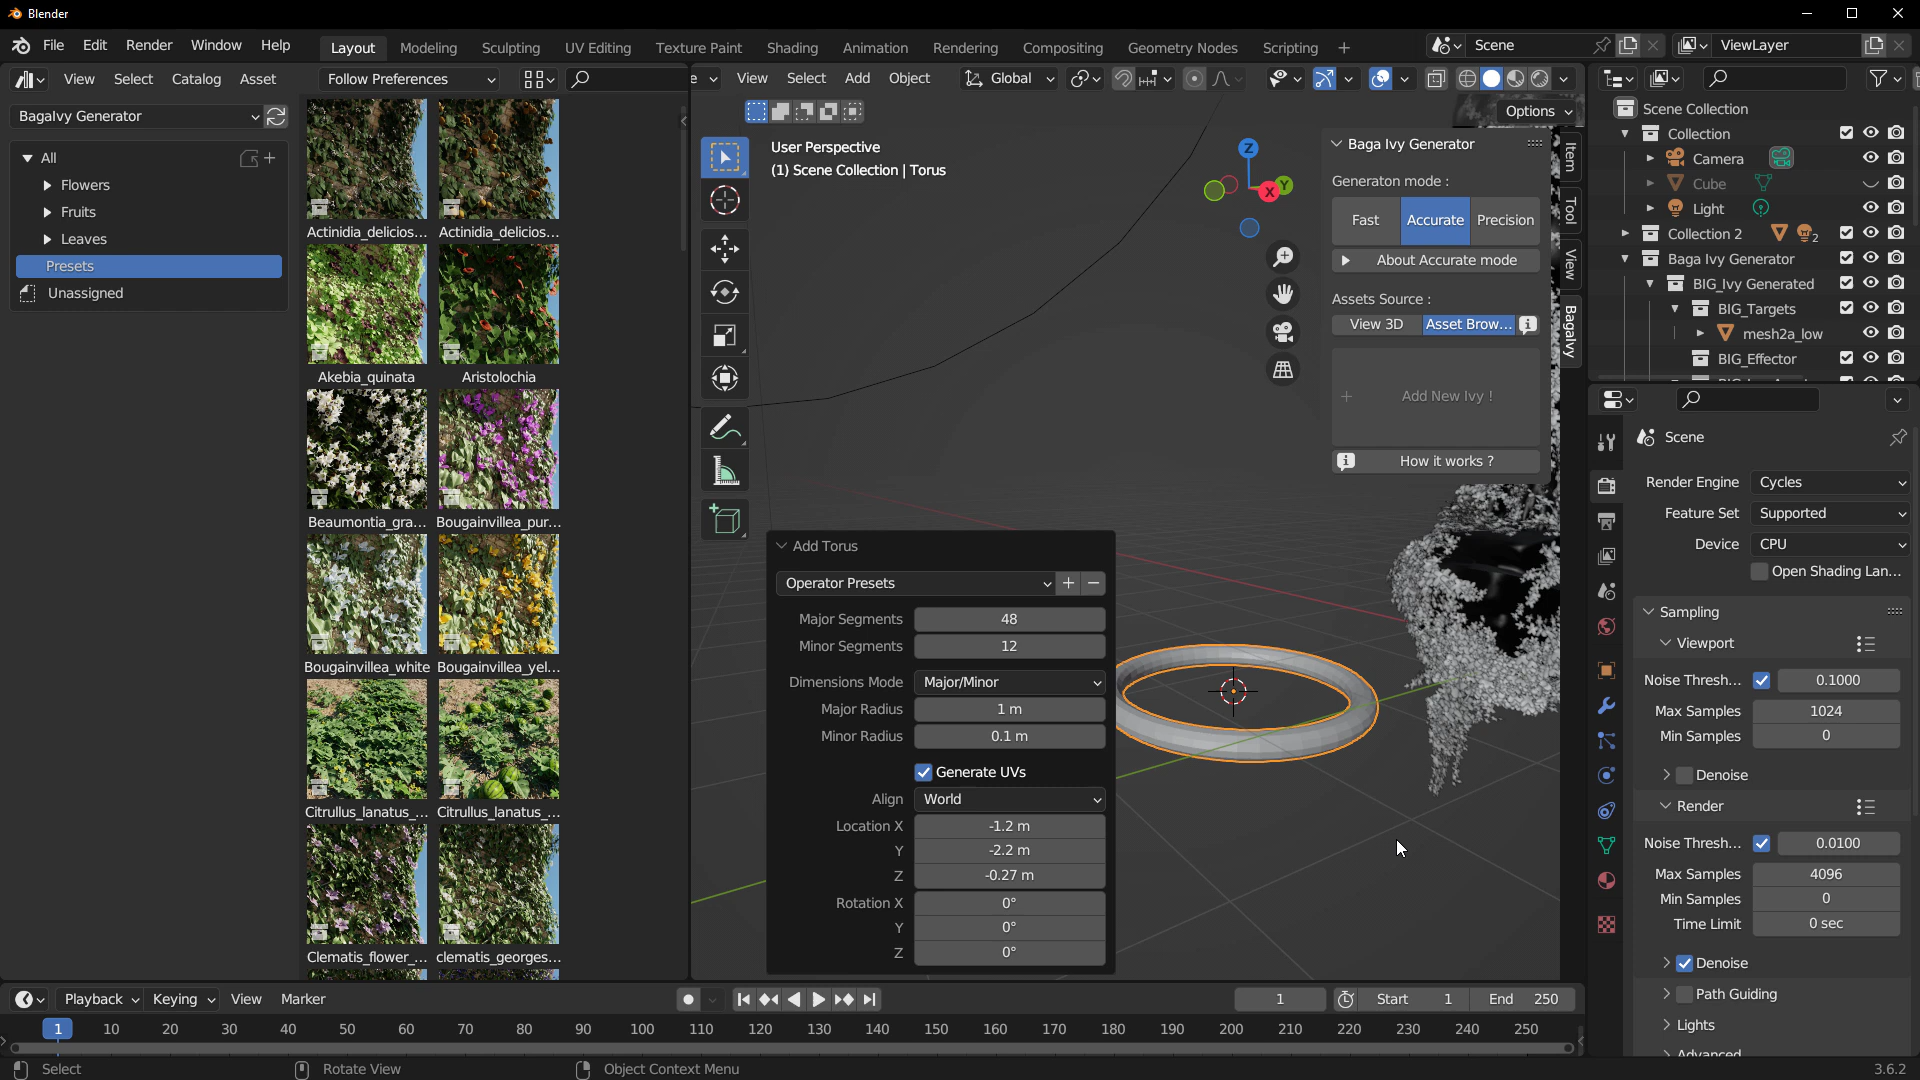 Blender
File Edit Render Window Help
Layout Modeling Sculpting UV Editing Texture Paint Shading Animation Rendering Compositing Geometry Nodes Scripting +
Scene
ViewLayer
View Select Catalog Asset Follow Preferences
BagaIvy Generator
All
Flowers
Fruits
Leaves
Presets
Unassigned
Actinidia_delicios... Actinidia_delicios...
Akebia_quinata Aristolochia
Beaumontia_gra... Bougainvillea_pur...
Bougainvillea_white Bougainvillea_yel...
Citrullus_lanatus_... Citrullus_lanatus_...
Clematis_flower_... clematis_georges...
e View Select Add Object Global
Options
User Perspective
(1) Scene Collection | Torus
Z
Y
X
Baga Ivy Generator
Generaton mode :
Fast Accurate Precision
About Accurate mode
Assets Source :
View 3D Asset Brow...
Add New Ivy !
How it works ?
Item
Tool
View
BagaIvy
Add Torus
Operator Presets
Major Segments 48
Minor Segments 12
Dimensions Mode Major/Minor
Major Radius 1 m
Minor Radius 0.1 m
Generate UVs
Align World
Location X -1.2 m
Y -2.2 m
Z -0.27 m
Rotation X 0°
Y 0°
Z 0°
Scene Collection
Collection
Camera
Cube
Light
Collection 2 2
Baga Ivy Generator
BIG_Ivy Generated
BIG_Targets
mesh2a_low
BIG_Effector
Scene
Render Engine Cycles
Feature Set Supported
Device CPU
Open Shading Lan...
Sampling
Viewport
Noise Thresh... 0.1000
Max Samples 1024
Min Samples 0
Denoise
Render
Noise Thresh... 0.0100
Max Samples 4096
Min Samples 0
Time Limit 0 sec
Denoise
Path Guiding
Lights
Advanced
Playback Keying View Marker
1 Start 1 End 250
1 10 20 30 40 50 60 70 80 90 100 110 120 130 140 150 160 170 180 190 200 210 220 230 240 250
Select Rotate View Object Context Menu 3.6.2